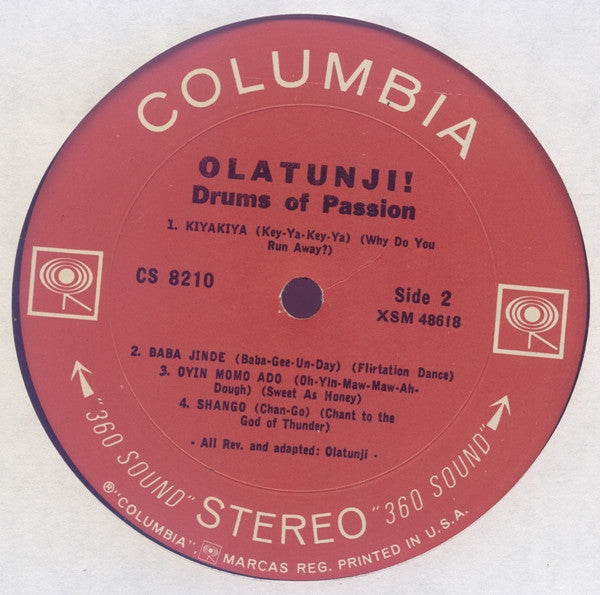 COLUMBIA
OLATUNJI!
Drums of Passion
1. KIYAKIYA (Key-Ya-Key-Ya) (Why Do You
Run Away?)
CS 8210
Side 2
XSM 48618
2. BABA JINDE (Baba-Gee-Un-Day) (Flirtation Dance)
3. OYIN MOMO ADO (Oh-Yin-Maw-Maw-Ah-
Dough) (Sweet As Honey)
4. SHANGO (Chan-Go) (Chant to the
God of Thunder)
- All Rev. and adapted: Olatunji -
"360 SOUND" STEREO "360 SOUND"
® "COLUMBIA", MARCAS REG. PRINTED IN U.S.A.